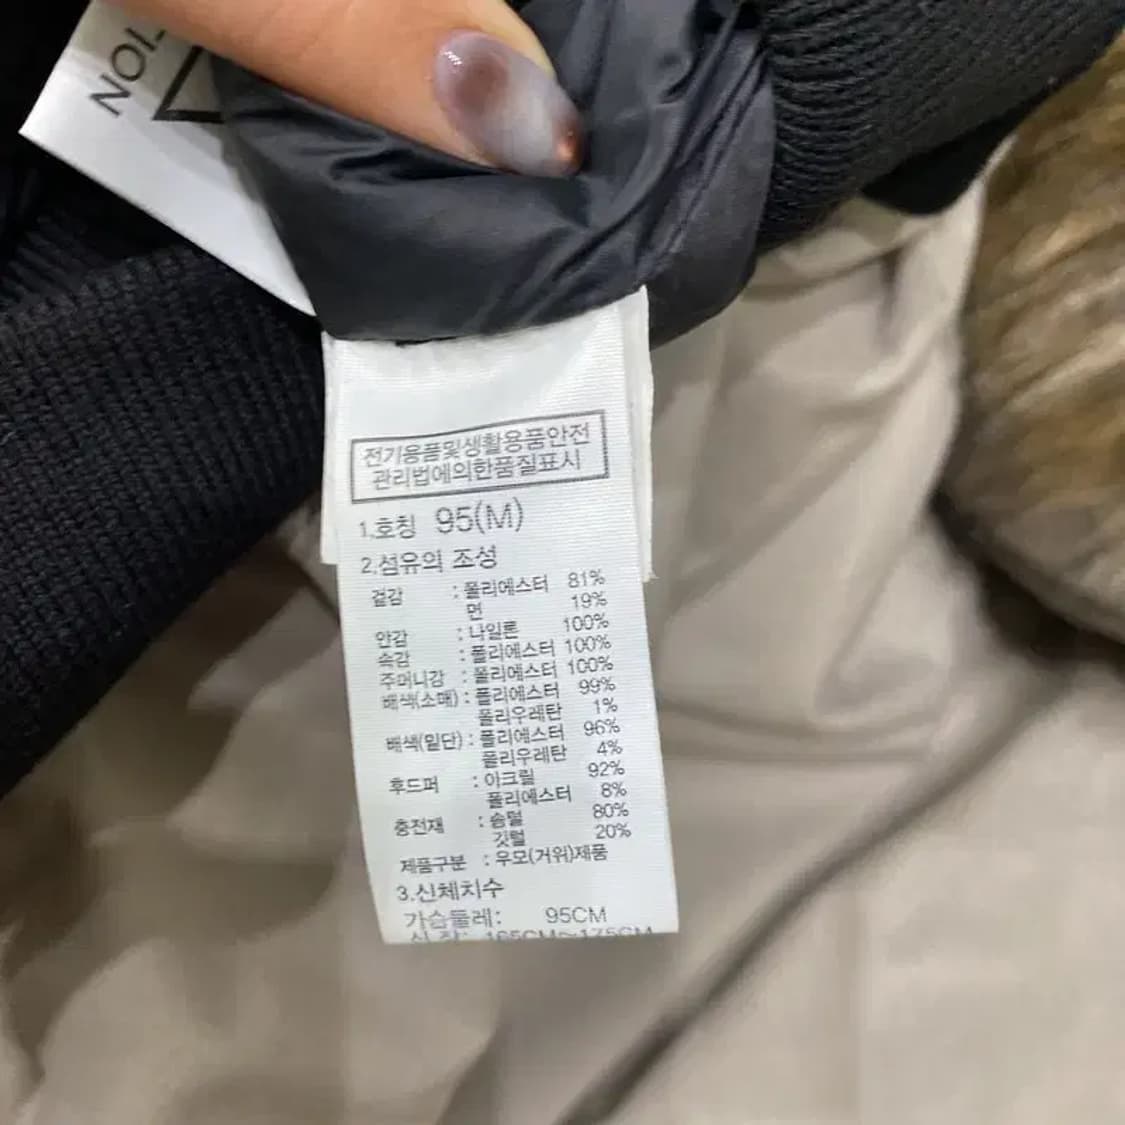 전기용품및생활용품안전
관리법에의한품질표시
1.호칭 95(M)
2.섬유의 조성
겉감 : 폴리에스터 81%
면 19%
안감 : 나일론 100%
속감 : 폴리에스터 100%
주머니감 : 폴리에스터 100%
배색(소매) : 폴리에스터 99%
폴리우레탄 1%
배색(밑단) : 폴리에스터 96%
폴리우레탄 4%
후드퍼 : 아크릴 92%
폴리에스터 8%
충전재 : 솜털 80%
깃털 20%
제품구분 : 우모(거위)제품
3.신체치수
가슴둘레: 95CM
신 장: 165CM~175CM